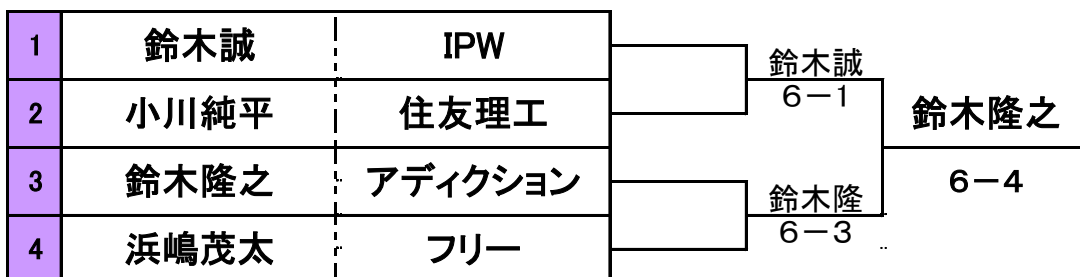 1 鈴木誠 IPW
2 小川純平 住友理工
3 鈴木隆之 アディクション
4 浜嶋茂太 フリー
鈴木誠
6-1
鈴木隆
6-3
鈴木隆之
6-4